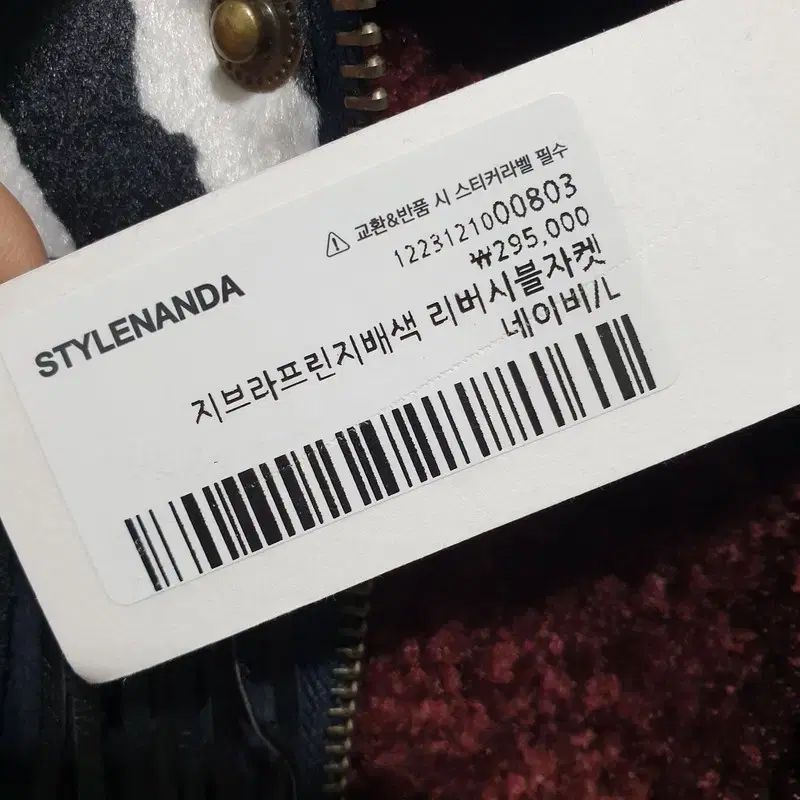 ⚠ 교환&반품 시 스티커라벨 필수
1223121000803
₩295,000
STYLENANDA
지브라프린지배색 리버시블자켓
네이비/L